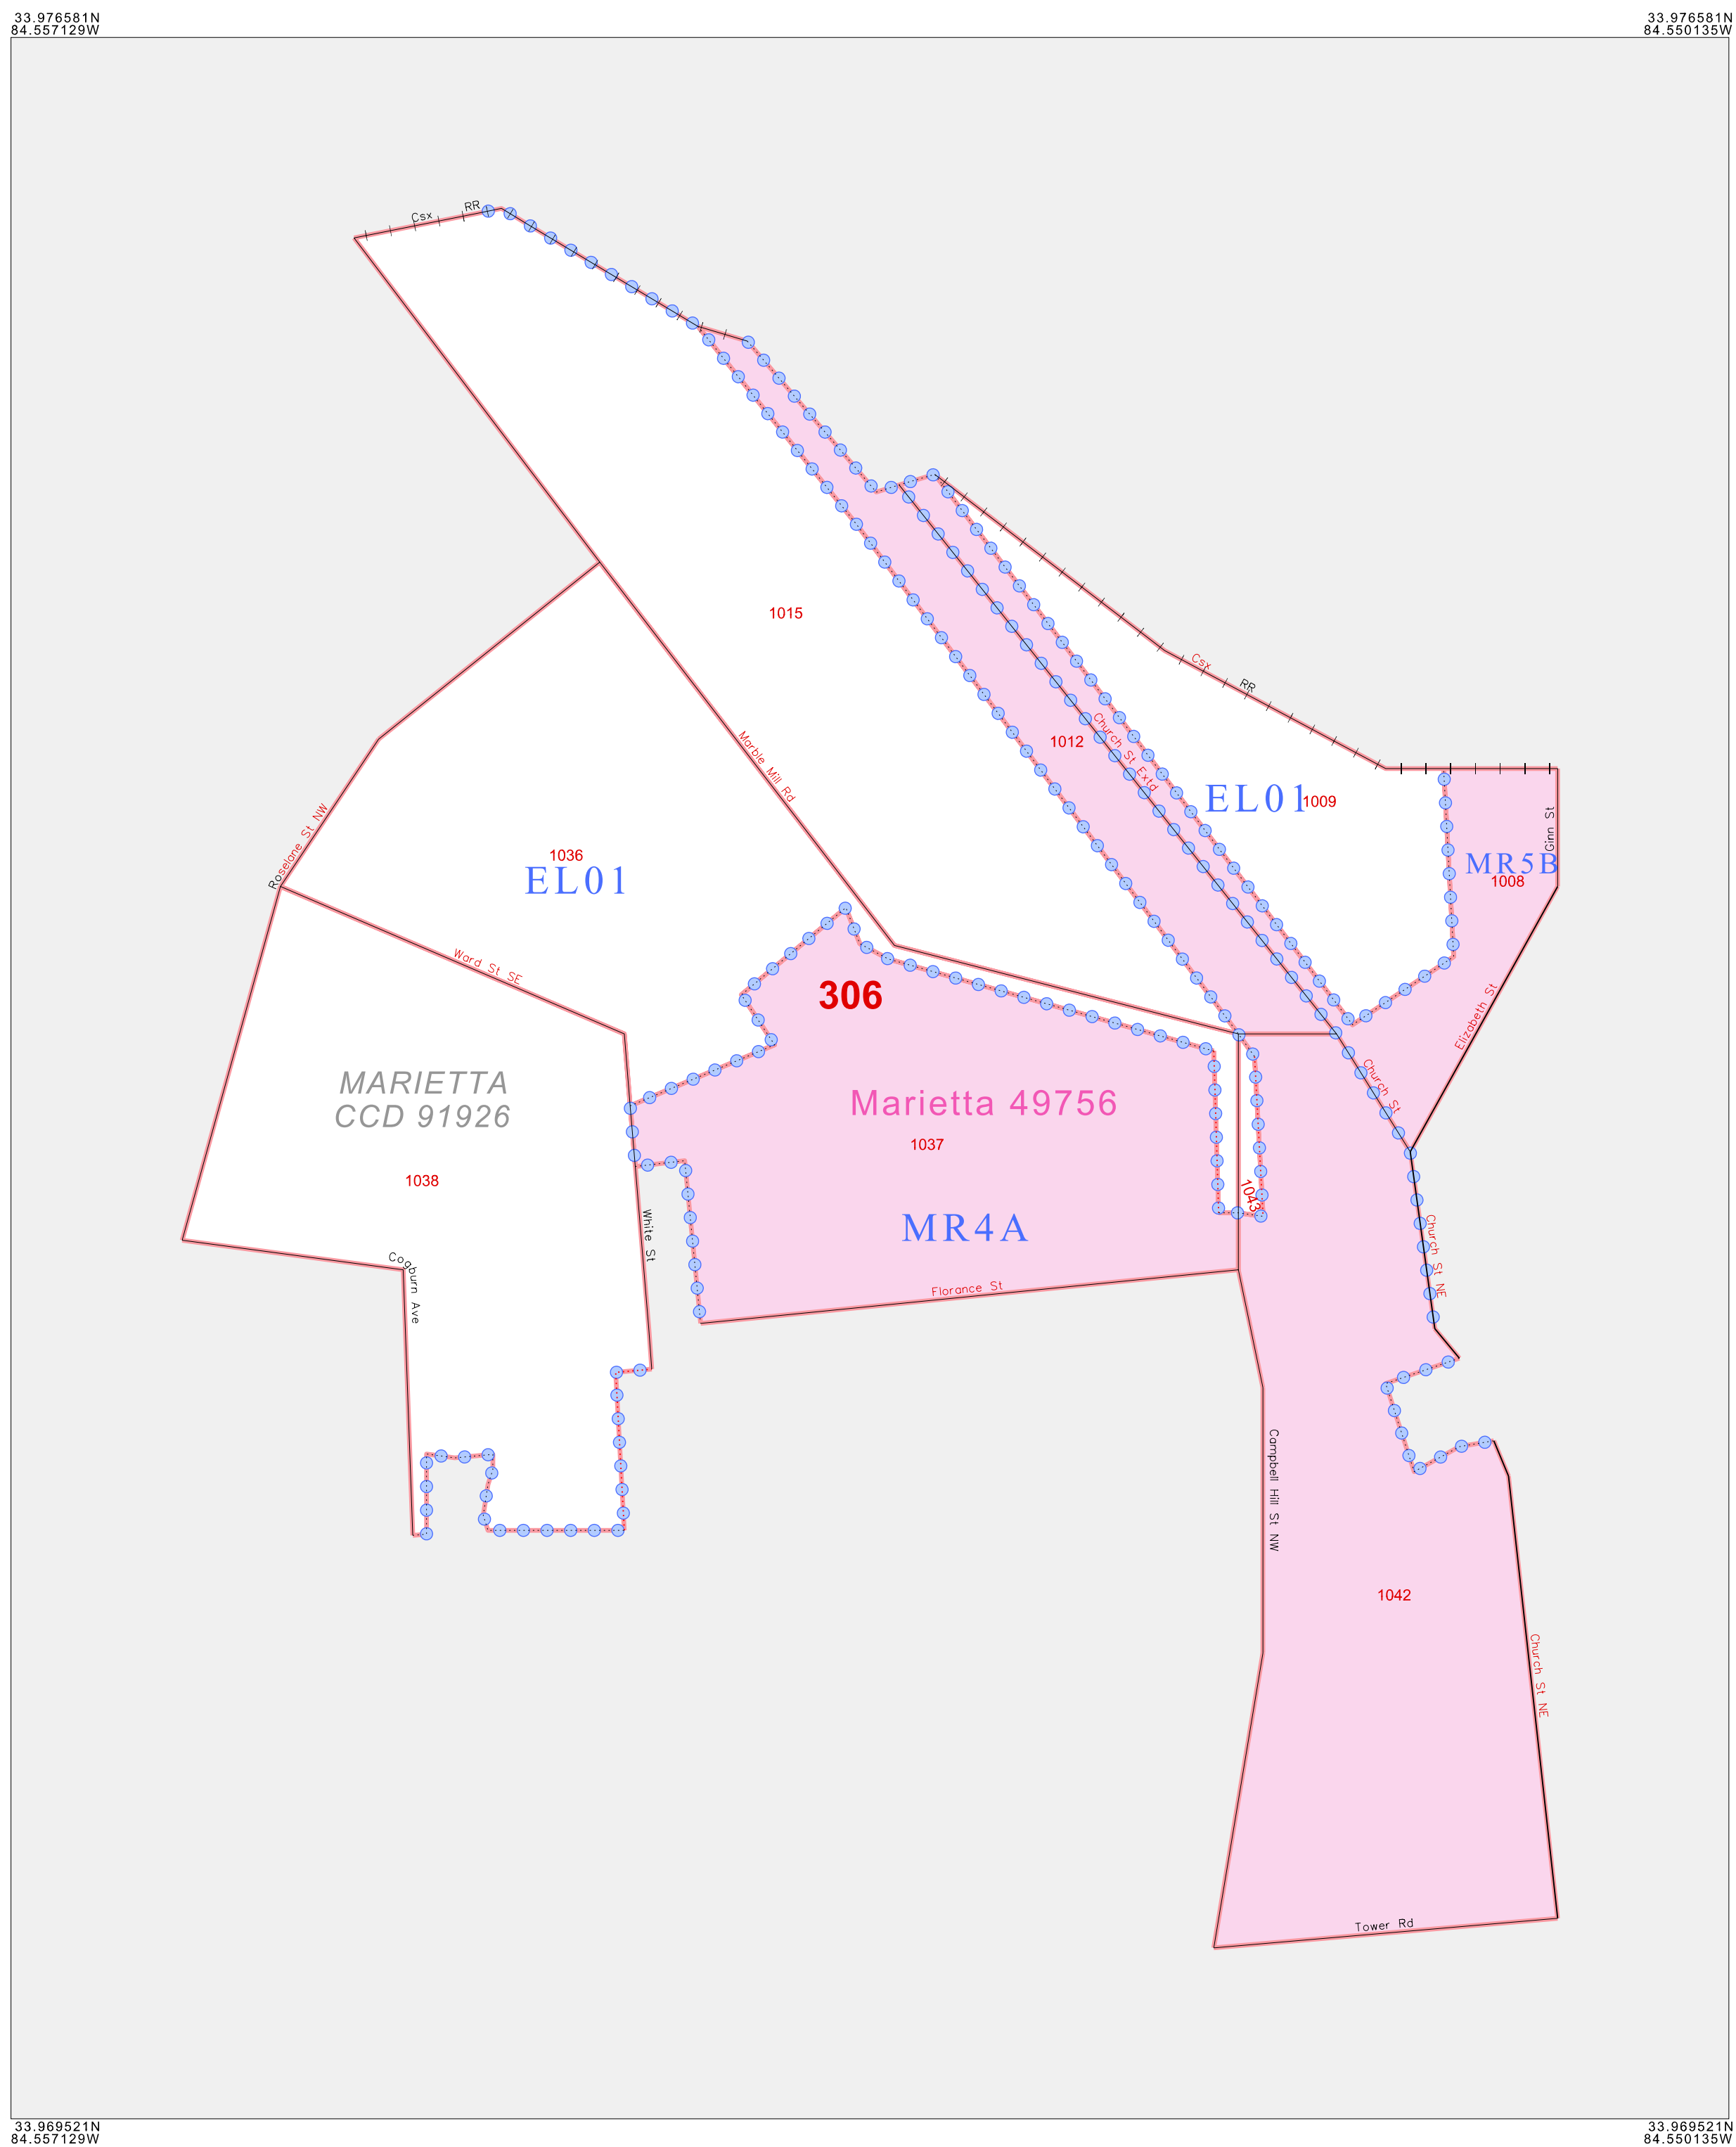 33.976581N
84.557129W
33.976581N
84.550135W
Csx RR
1015
Csx RR
1012
Church St Extd
Marble Mill Rd
EL01
1009
Ginn St
MR5B
1008
Roselane St NW
1036
EL01
Ward St SE
306
Elizabeth St
Church St
MARIETTA
CCD 91926
Marietta 49756
1037
1038
1043
White St
MR4A
Church St NE
Cogburn Ave
Florance St
Campbell Hill St NW
1042
Church St NE
Tower Rd
33.969521N
84.557129W
33.969521N
84.550135W